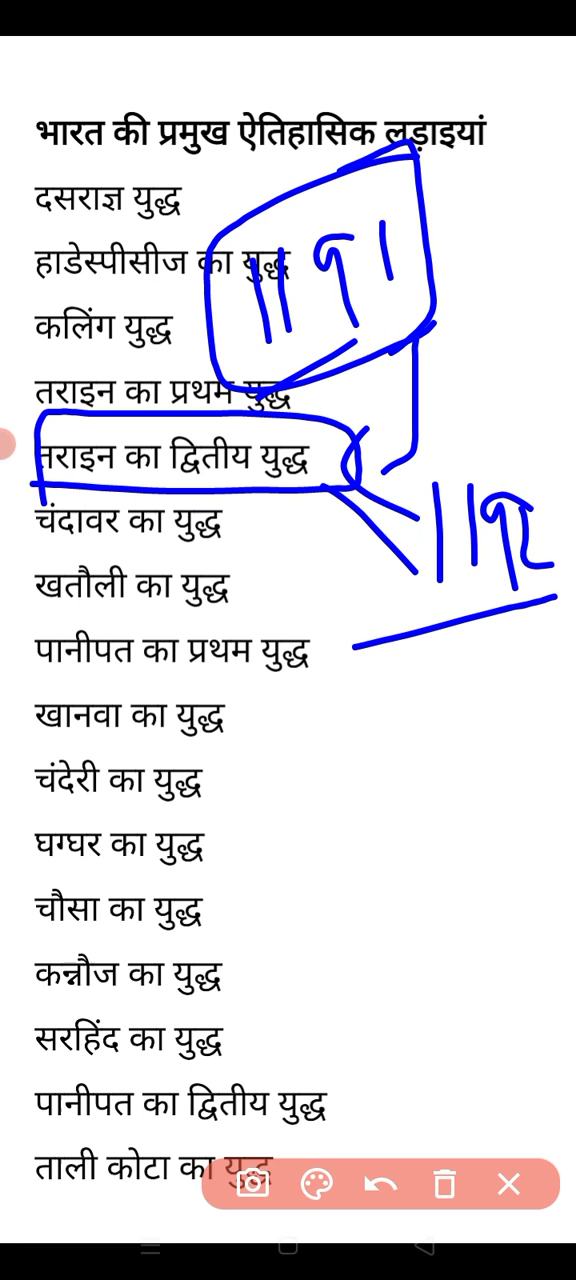 भारत की प्रमुख ऐतिहासिक लड़ाइयां
दसराज्ञ युद्ध
हाडेस्पीसीज का युद्ध
1191
कलिंग युद्ध
तराइन का प्रथम युद्ध
तराइन का द्वितीय युद्ध
1192
चंदावर का युद्ध
खतौली का युद्ध
पानीपत का प्रथम युद्ध
खानवा का युद्ध
चंदेरी का युद्ध
घग्घर का युद्ध
चौसा का युद्ध
कन्नौज का युद्ध
सरहिंद का युद्ध
पानीपत का द्वितीय युद्ध
ताली कोटा का युद्ध